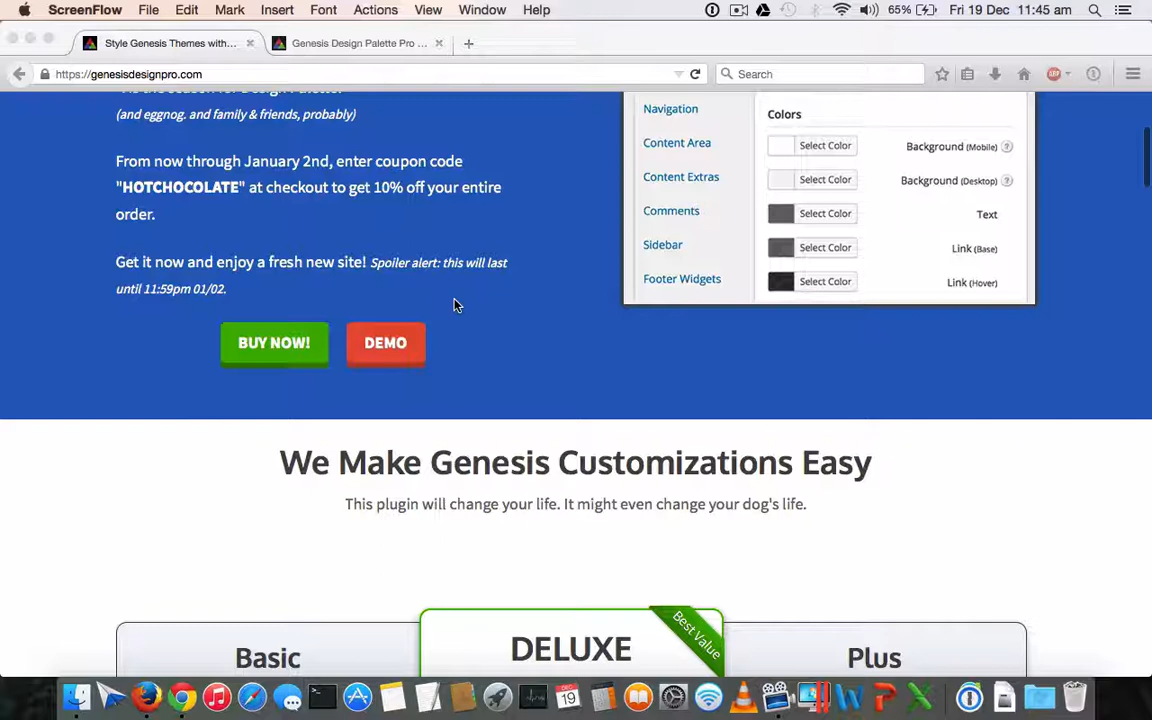 ScreenFlow File Edit Mark Insert Font Actions View Window Help 65% Fri 19 Dec 11:45 am
Style Genesis Themes with... Genesis Design Palette Pro ...
https://genesisdesignpro.com Search
(and eggnog. and family & friends, probably)
From now through January 2nd, enter coupon code
"HOTCHOCOLATE" at checkout to get 10% off your entire
order.
Get it now and enjoy a fresh new site! Spoiler alert: this will last
until 11:59pm 01/02.
BUY NOW! DEMO
Navigation
Content Area
Content Extras
Comments
Sidebar
Footer Widgets
Colors
Select Color Background (Mobile) ?
Select Color Background (Desktop) ?
Select Color Text
Select Color Link (Base)
Select Color Link (Hover)
We Make Genesis Customizations Easy
This plugin will change your life. It might even change your dog's life.
Basic
DELUXE
Best Value
Plus